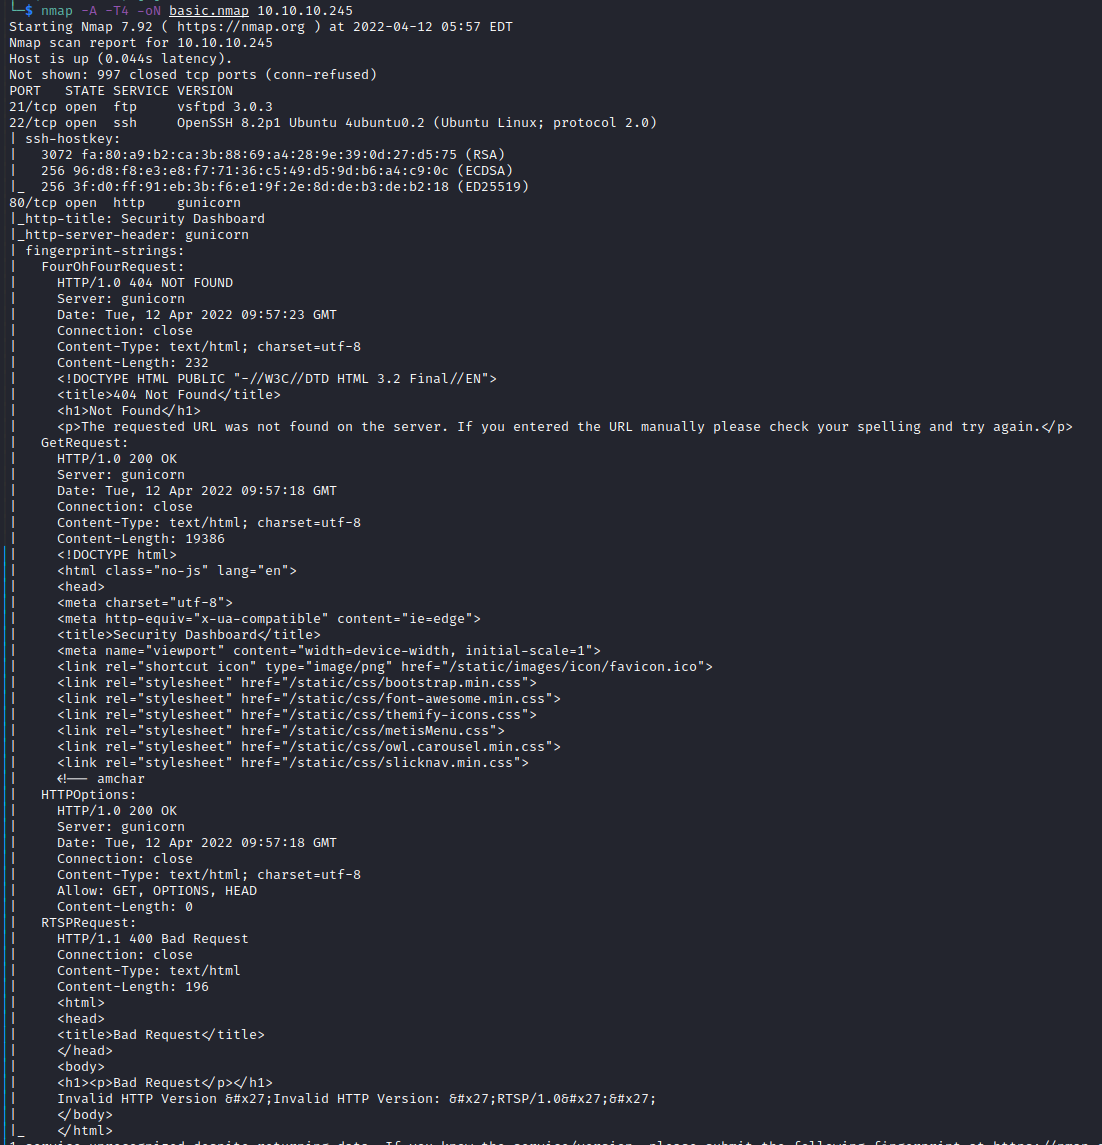 └─$ nmap -A -T4 -oN basic.nmap 10.10.10.245
Starting Nmap 7.92 ( https://nmap.org ) at 2022-04-12 05:57 EDT
Nmap scan report for 10.10.10.245
Host is up (0.044s latency).
Not shown: 997 closed tcp ports (conn-refused)
PORT   STATE SERVICE VERSION
21/tcp open  ftp     vsftpd 3.0.3
22/tcp open  ssh     OpenSSH 8.2p1 Ubuntu 4ubuntu0.2 (Ubuntu Linux; protocol 2.0)
| ssh-hostkey:
|   3072 fa:80:a9:b2:ca:3b:88:69:a4:28:9e:39:0d:27:d5:75 (RSA)
|   256 96:d8:f8:e3:e8:f7:71:36:c5:49:d5:9d:b6:a4:c9:0c (ECDSA)
|_  256 3f:d0:ff:91:eb:3b:f6:e1:9f:2e:8d:de:b3:de:b2:18 (ED25519)
80/tcp open  http    gunicorn
|_http-title: Security Dashboard
|_http-server-header: gunicorn
| fingerprint-strings:
|   FourOhFourRequest:
|     HTTP/1.0 404 NOT FOUND
|     Server: gunicorn
|     Date: Tue, 12 Apr 2022 09:57:23 GMT
|     Connection: close
|     Content-Type: text/html; charset=utf-8
|     Content-Length: 232
|     <!DOCTYPE HTML PUBLIC "-//W3C//DTD HTML 3.2 Final//EN">
|     <title>404 Not Found</title>
|     <h1>Not Found</h1>
|     <p>The requested URL was not found on the server. If you entered the URL manually please check your spelling and try again.</p>
|   GetRequest:
|     HTTP/1.0 200 OK
|     Server: gunicorn
|     Date: Tue, 12 Apr 2022 09:57:18 GMT
|     Connection: close
|     Content-Type: text/html; charset=utf-8
|     Content-Length: 19386
|     <!DOCTYPE html>
|     <html class="no-js" lang="en">
|     <head>
|     <meta charset="utf-8">
|     <meta http-equiv="x-ua-compatible" content="ie=edge">
|     <title>Security Dashboard</title>
|     <meta name="viewport" content="width=device-width, initial-scale=1">
|     <link rel="shortcut icon" type="image/png" href="/static/images/icon/favicon.ico">
|     <link rel="stylesheet" href="/static/css/bootstrap.min.css">
|     <link rel="stylesheet" href="/static/css/font-awesome.min.css">
|     <link rel="stylesheet" href="/static/css/themify-icons.css">
|     <link rel="stylesheet" href="/static/css/metisMenu.css">
|     <link rel="stylesheet" href="/static/css/owl.carousel.min.css">
|     <link rel="stylesheet" href="/static/css/slicknav.min.css">
|     <!-- amchar
|   HTTPOptions:
|     HTTP/1.0 200 OK
|     Server: gunicorn
|     Date: Tue, 12 Apr 2022 09:57:18 GMT
|     Connection: close
|     Content-Type: text/html; charset=utf-8
|     Allow: GET, OPTIONS, HEAD
|     Content-Length: 0
|   RTSPRequest:
|     HTTP/1.1 400 Bad Request
|     Connection: close
|     Content-Type: text/html
|     Content-Length: 196
|     <html>
|     <head>
|     <title>Bad Request</title>
|     </head>
|     <body>
|     <h1><p>Bad Request</p></h1>
|     Invalid HTTP Version &#x27;Invalid HTTP Version: &#x27;RTSP/1.0&#x27;&#x27;
|     </body>
|_    </html>
1 service unrecognized despite returning data. If you know the service/version, please submit the following fingerprint at https://nmap